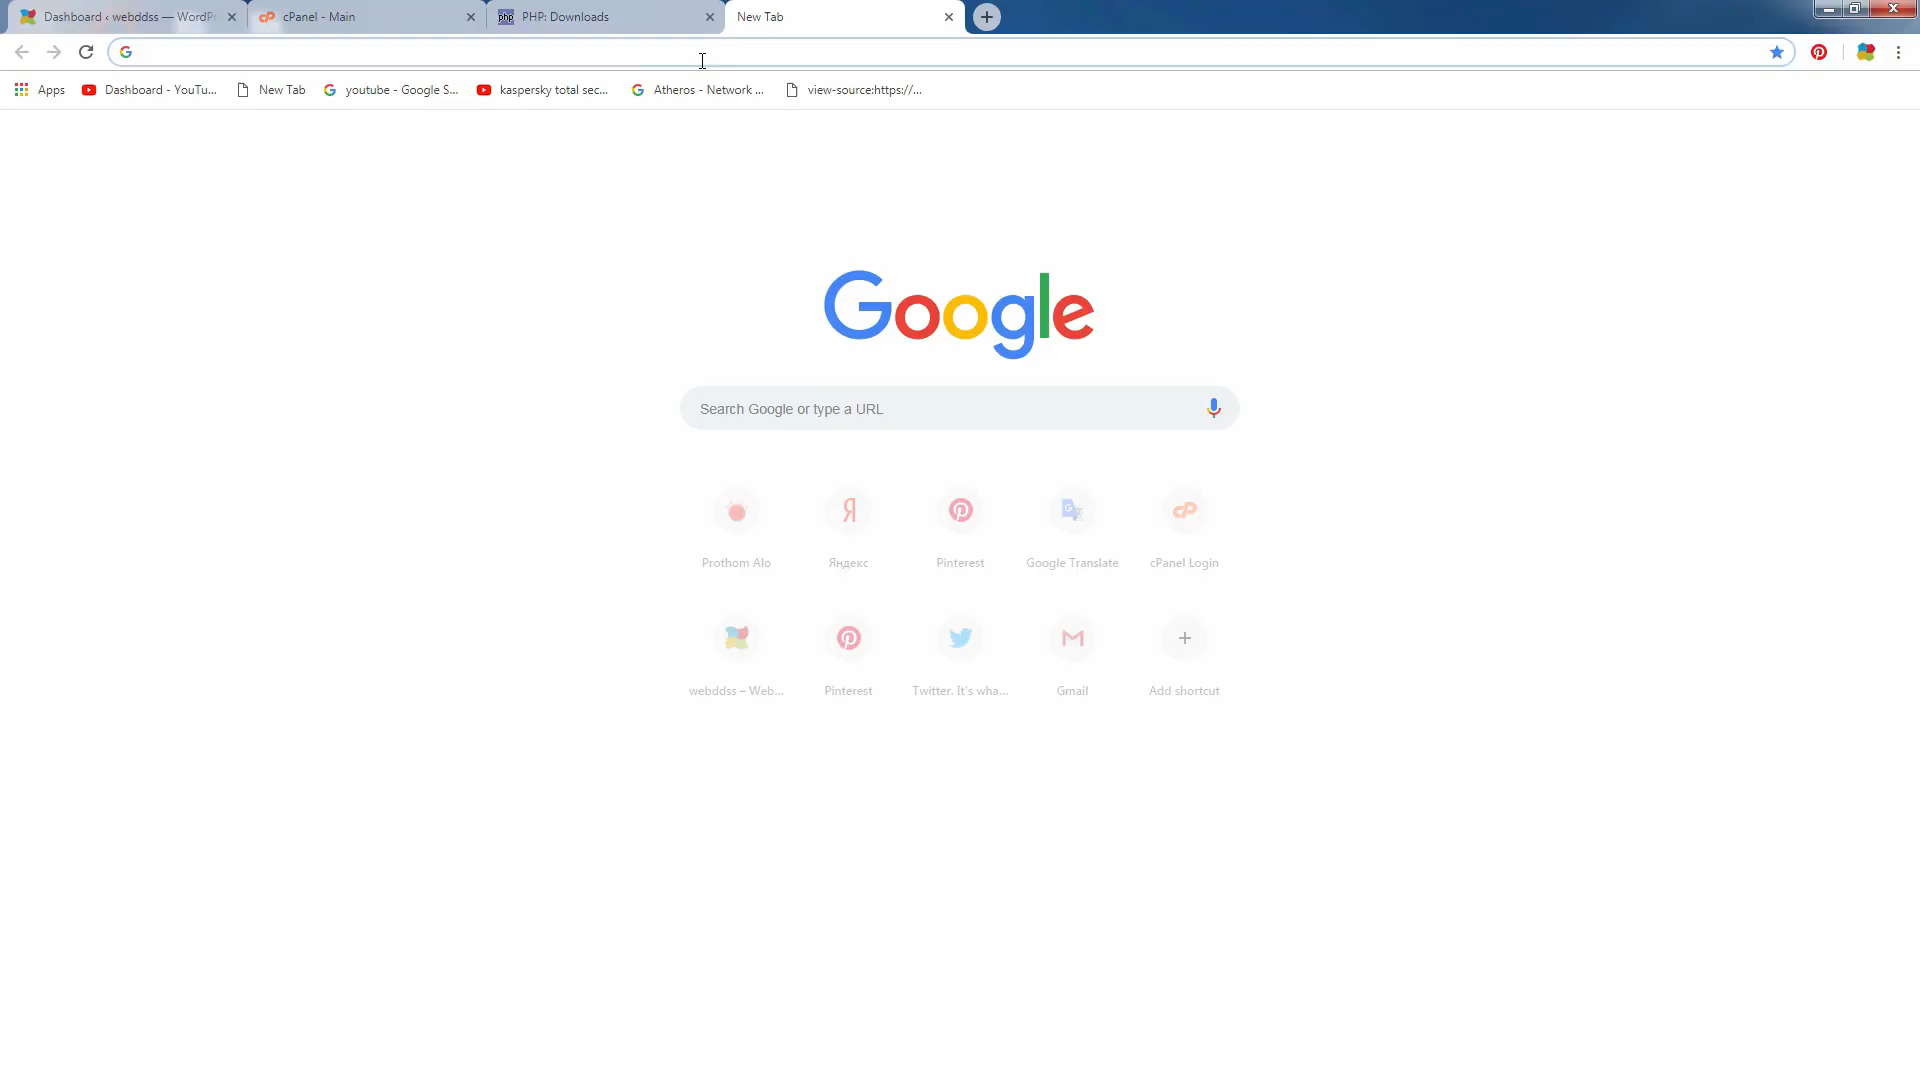 Dashboard ‹ webddss — WordPr
cPanel - Main
php PHP: Downloads
New Tab
Apps
Dashboard - YouTu...
New Tab
youtube - Google S...
kaspersky total sec...
Atheros - Network ...
view-source:https://...
Google
Search Google or type a URL
Prothom Alo
Яндекс
Pinterest
Google Translate
cPanel Login
webddss – Web...
Pinterest
Twitter. It's wha...
Gmail
Add shortcut